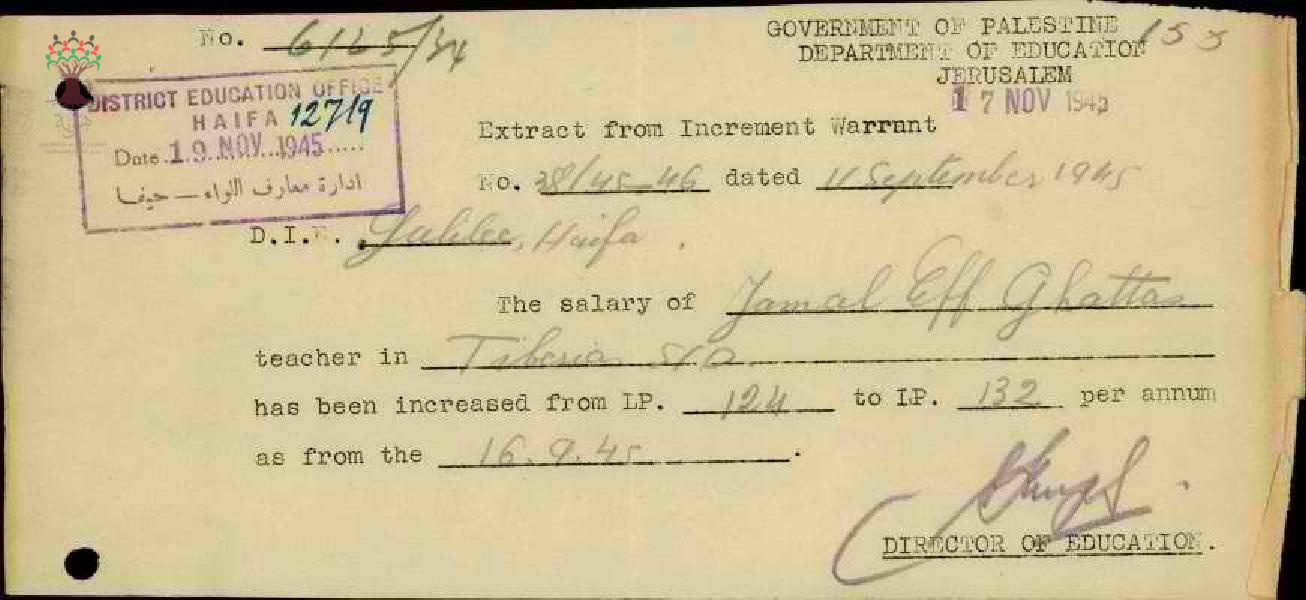 No. 6125/34
GOVERNMENT OF PALESTINE 155
DEPARTMENT OF EDUCATION
JERUSALEM
17 NOV 1945
DISTRICT EDUCATION OFFICE
HAIFA 127/9
Date 19 NOV 1945
ادارة معارف اللواء — حيفا
Extract from Increment Warrant
No. 38/45-46 dated 11 September 1945
D.I.E. Galilee, Haifa.
The salary of Jamal Eff Ghattas
teacher in Tiberias
has been increased from LP. 124 to LP. 132 per annum
as from the 16.9.45.
DIRECTOR OF EDUCATION.